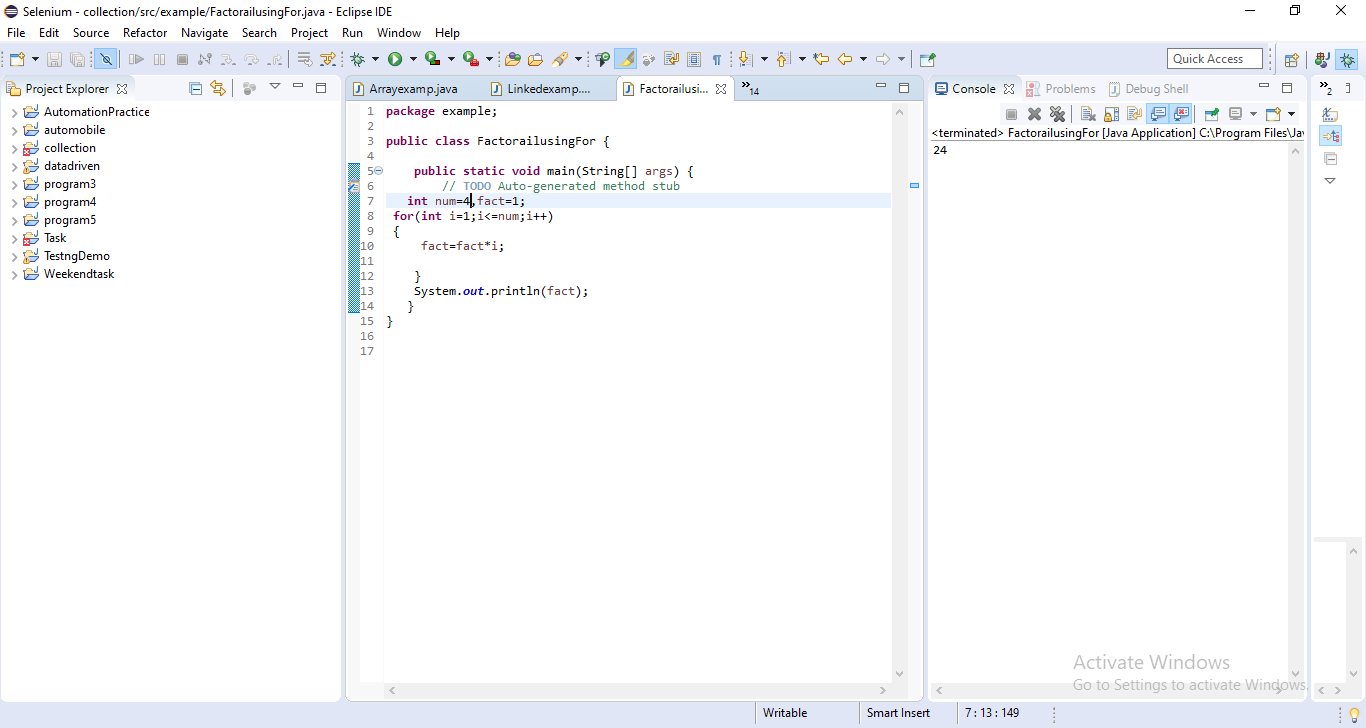 Selenium - collection/src/example/FactorailusingFor.java - Eclipse IDE
File Edit Source Refactor Navigate Search Project Run Window Help
Quick Access
Project Explorer
AutomationPractice
automobile
collection
datadriven
program3
program4
program5
Task
TestngDemo
Weekendtask
Arrayexamp.java Linkedexamp.... Factorailusi... »14
1 package example;
2
3 public class FactorailusingFor {
4
5 public static void main(String[] args) {
6 // TODO Auto-generated method stub
7 int num=4,fact=1;
8 for(int i=1;i<=num;i++)
9 {
10 fact=fact*i;
11
12 }
13 System.out.println(fact);
14 }
15 }
16
17
Console Problems Debug Shell
<terminated> FactorailusingFor [Java Application] C:\Program Files\Jav
24
»2
Activate Windows
Go to Settings to activate Windows.
Writable Smart Insert 7 : 13 : 149